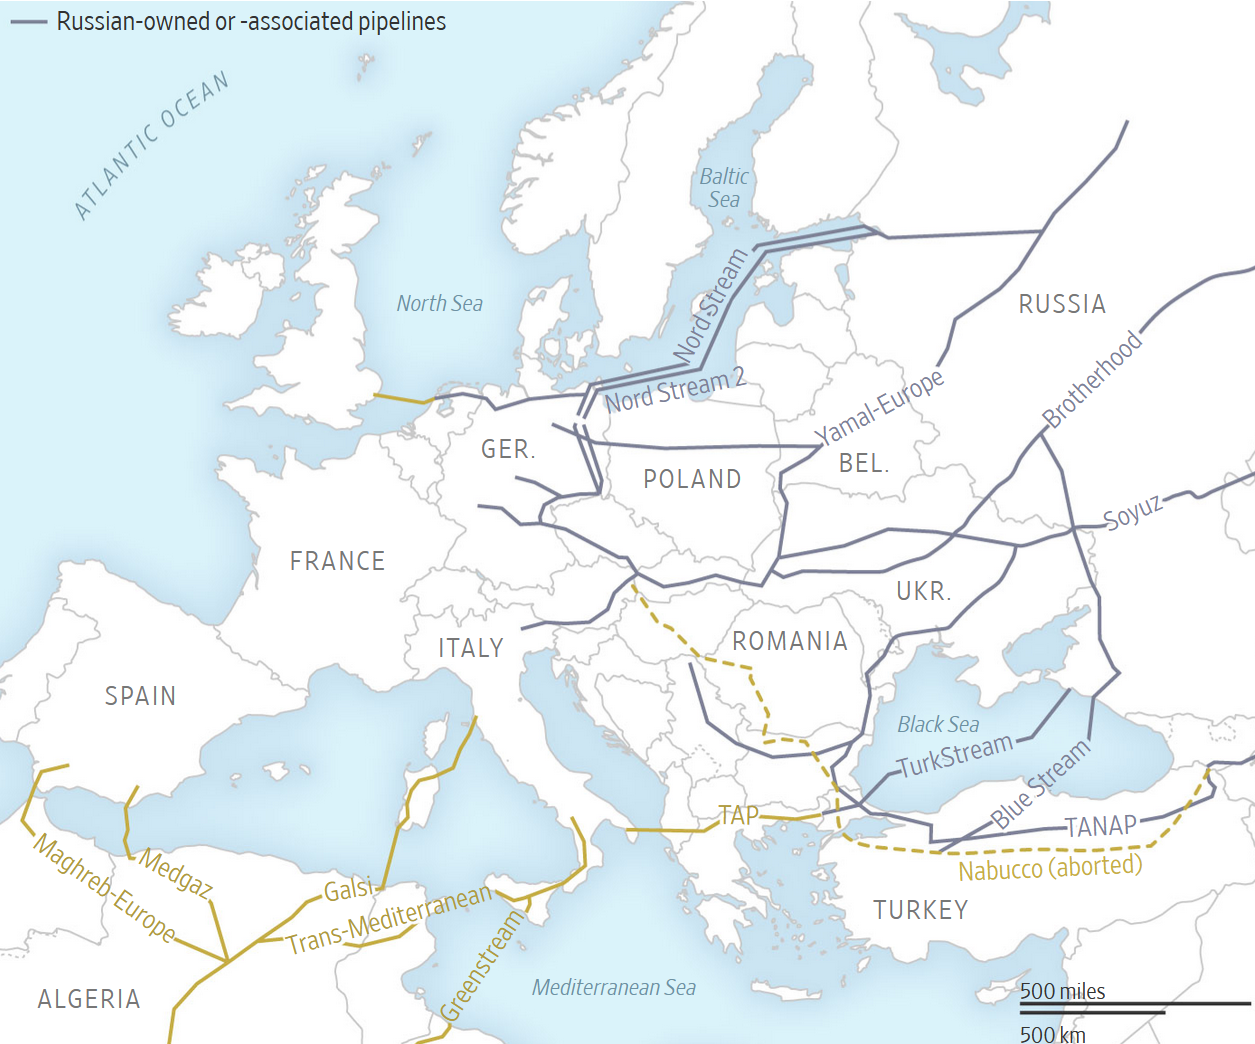 Russian-owned or -associated pipelines
ATLANTIC OCEAN
Baltic
Sea
North Sea
Nord Stream
RUSSIA
Nord Stream 2
Yamal-Europe
Brotherhood
GER.
POLAND
BEL.
Soyuz
FRANCE
UKR.
ITALY
ROMANIA
SPAIN
Black Sea
TurkStream
Blue Stream
TAP
TANAP
Nabucco (aborted)
Maghreb-Europe
Medgaz
Galsi
Trans-Mediterranean
Greenstream
TURKEY
ALGERIA
Mediterranean Sea
500 miles
500 km